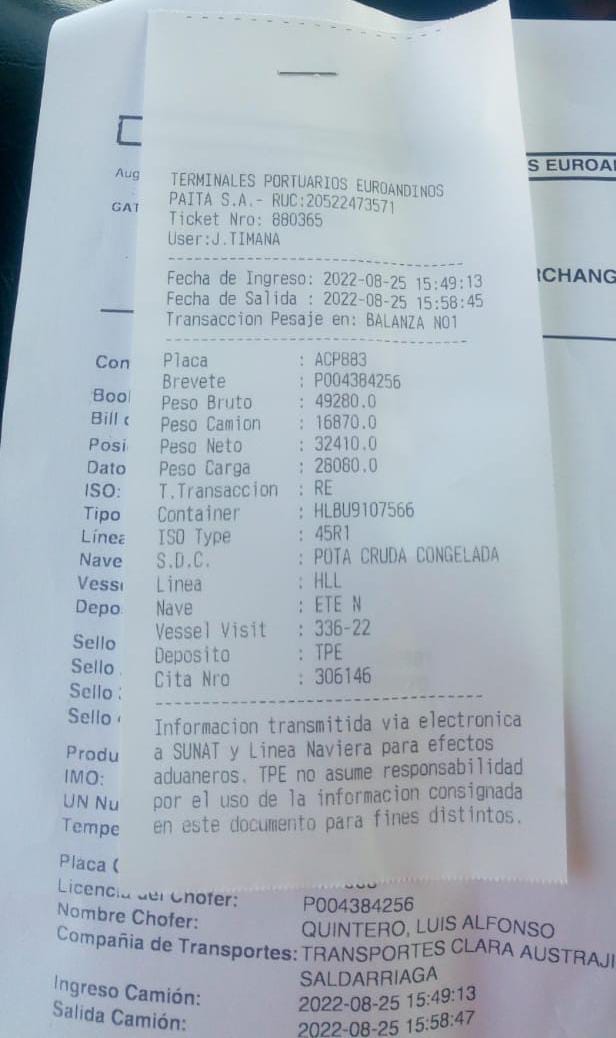 TERMINALES PORTUARIOS EUROANDINOS
PAITA S.A.- RUC:20522473571
Ticket Nro: 880365
User:J.TIMANA
Fecha de Ingreso: 2022-08-25 15:49:13
Fecha de Salida : 2022-08-25 15:58:45
Transaccion Pesaje en: BALANZA NO1
Placa : ACP883
Brevete : P004384256
Peso Bruto : 49280.0
Peso Camion : 16870.0
Peso Neto : 32410.0
Peso Carga : 28080.0
T.Transaccion : RE
Container : HLBU9107566
ISO Type : 45R1
S.D.C. : POTA CRUDA CONGELADA
Linea : HLL
Nave : ETE N
Vessel Visit : 336-22
Deposito : TPE
Cita Nro : 306146
Informacion transmitida via electronica
a SUNAT y Linea Naviera para efectos
aduaneros. TPE no asume responsabilidad
por el uso de la informacion consignada
en este documento para fines distintos.
Aug
GAT
S EUROA
RCHANG
Con
Boo
Bill
Posi
Dato
ISO:
Tipo
Línea
Nave
Vess
Depo
Sello
Sello
Sello
Sello
Produ
IMO:
UN Nu
Tempe
Placa
Licencia del Chofer: P004384256
Nombre Chofer: QUINTERO, LUIS ALFONSO
Compañia de Transportes: TRANSPORTES CLARA AUSTRAJI
SALDARRIAGA
Ingreso Camión: 2022-08-25 15:49:13
Salida Camión: 2022-08-25 15:58:47